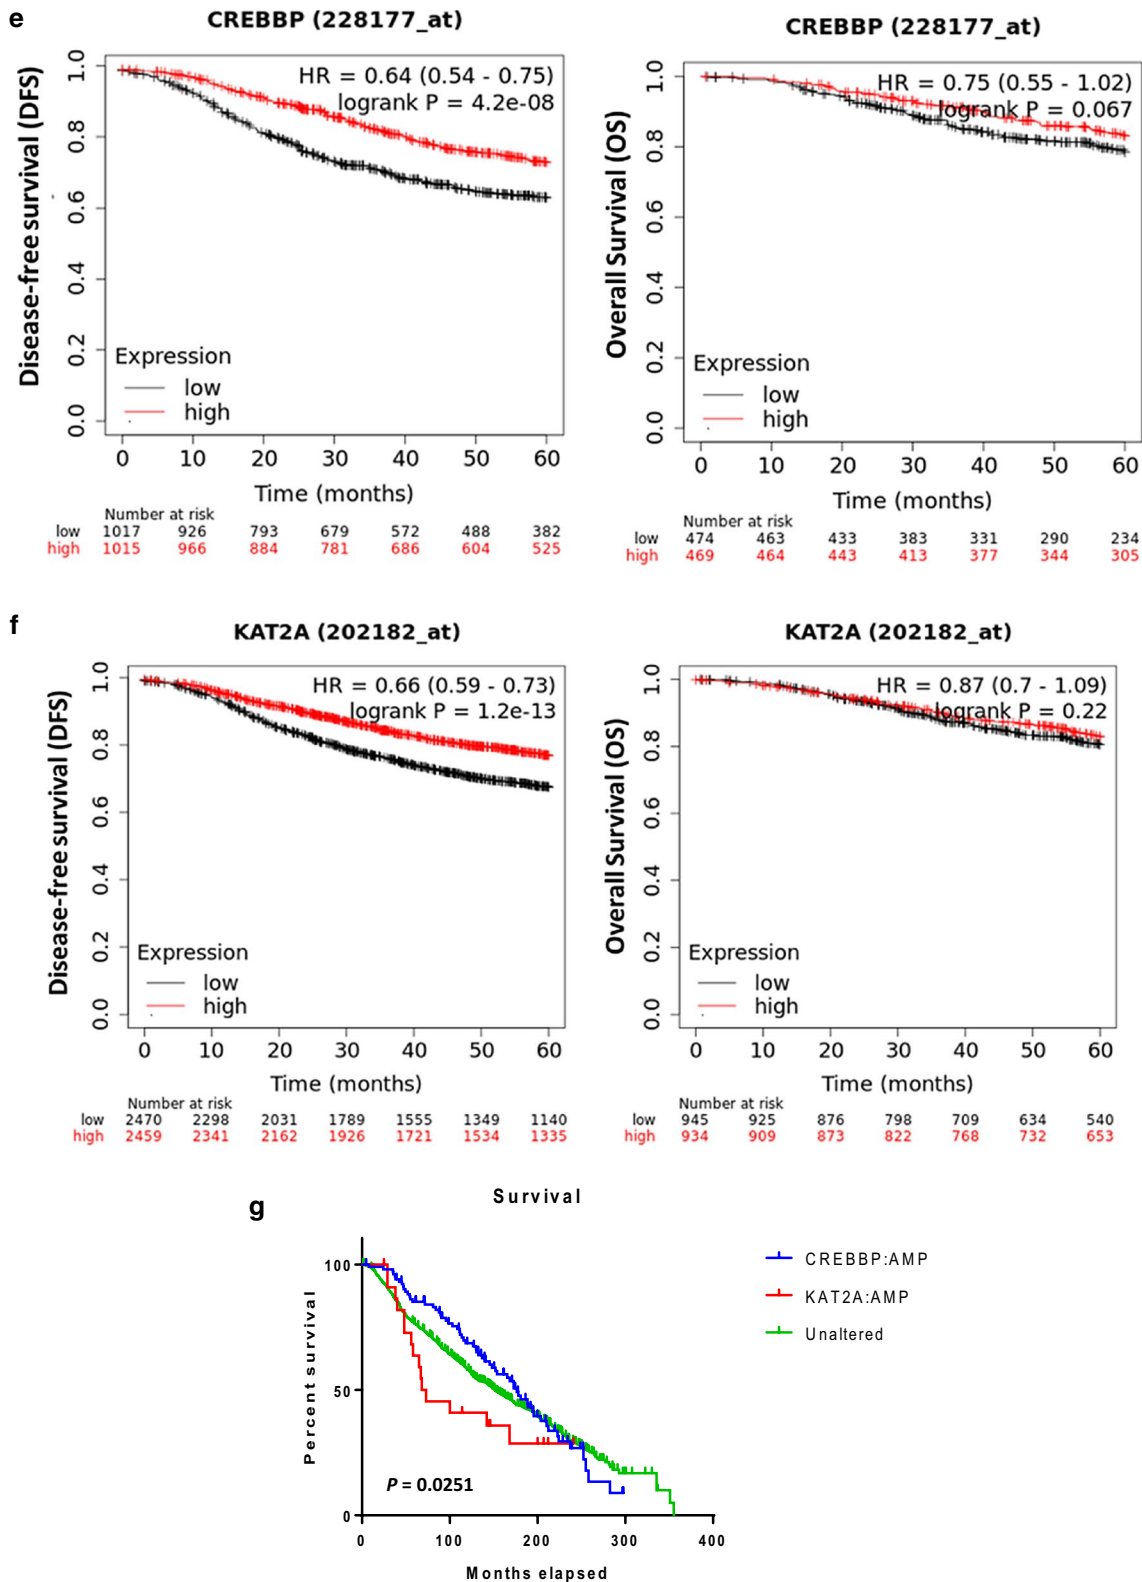 e
CREBBP (228177_at)
Disease-free survival (DFS)
1.0
0.8
0.6
0.4
0.2
0.0
HR = 0.64 (0.54 - 0.75)
logrank P = 4.2e-08
Expression
low
high
0 10 20 30 40 50 60
Time (months)
Number at risk
low 1017 926 793 679 572 488 382
high 1015 966 884 781 686 604 525
CREBBP (228177_at)
Overall Survival (OS)
1.0
0.8
0.6
0.4
0.2
0.0
HR = 0.75 (0.55 - 1.02)
logrank P = 0.067
Expression
low
high
0 10 20 30 40 50 60
Time (months)
Number at risk
low 474 463 433 383 331 290 234
high 469 464 443 413 377 344 305
f
KAT2A (202182_at)
Disease-free survival (DFS)
1.0
0.8
0.6
0.4
0.2
0.0
HR = 0.66 (0.59 - 0.73)
logrank P = 1.2e-13
Expression
low
high
0 10 20 30 40 50 60
Time (months)
Number at risk
low 2470 2298 2031 1789 1555 1349 1140
high 2459 2341 2162 1926 1721 1534 1335
KAT2A (202182_at)
Overall Survival (OS)
1.0
0.8
0.6
0.4
0.2
0.0
HR = 0.87 (0.7 - 1.09)
logrank P = 0.22
Expression
low
high
0 10 20 30 40 50 60
Time (months)
Number at risk
low 945 925 876 798 709 634 540
high 934 909 873 822 768 732 653
g
Survival
Percent survival
100
50
0
P = 0.0251
0 100 200 300 400
Months elapsed
CREBBP:AMP
KAT2A:AMP
Unaltered